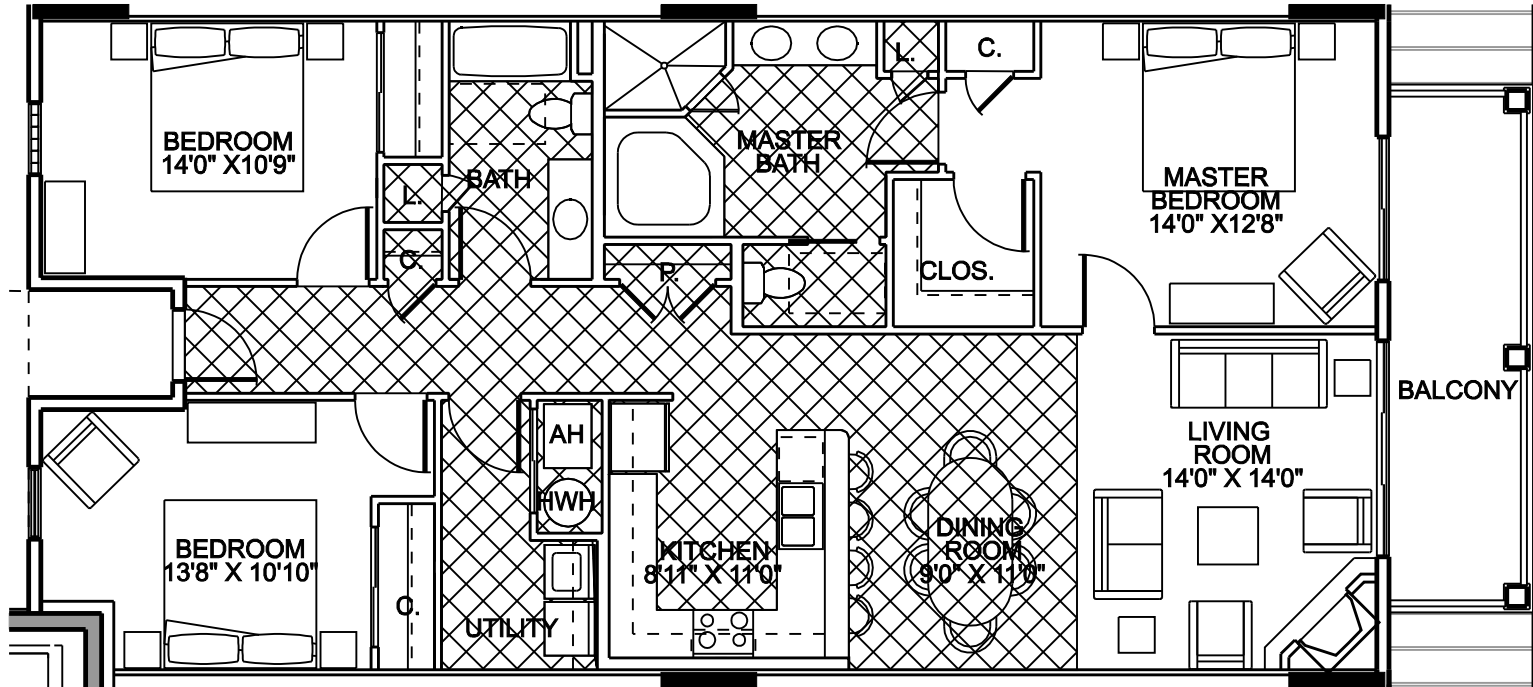 BEDROOM
14'0" X10'9"
L.
C.
BATH
MASTER
BATH
L.
C.
P.
CLOS.
MASTER
BEDROOM
14'0" X12'8"
BALCONY
LIVING
ROOM
14'0" X 14'0"
AH
HWH
BEDROOM
13'8" X 10'10"
C.
UTILITY
KITCHEN
8'11" X 11'0"
DINING
ROOM
9'0" X 11'0"